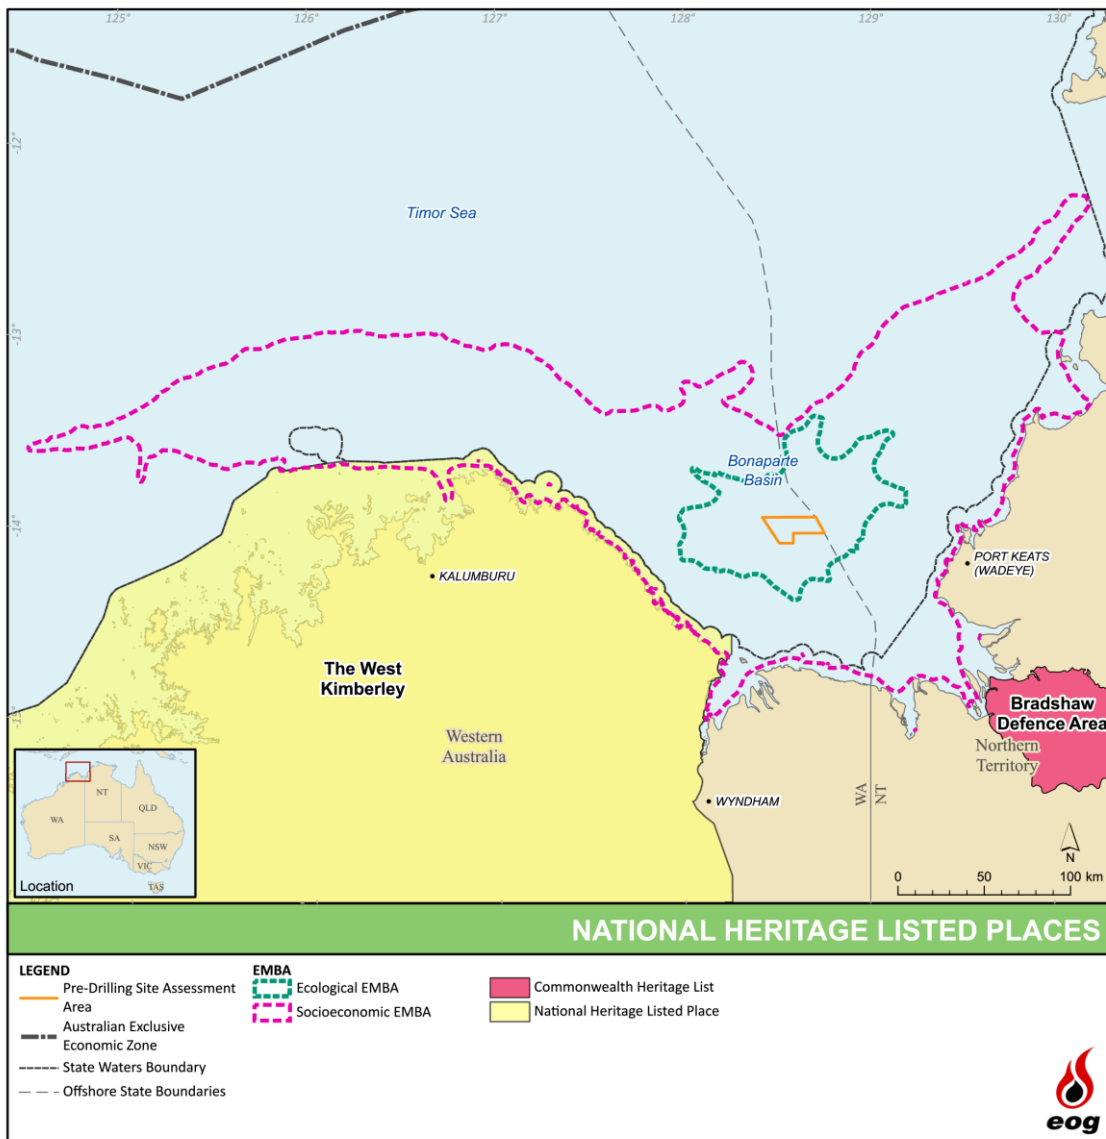 125°
126°
127°
128°
129°
130°
-12°
Timor Sea
-13°
Bonaparte
Basin
-14°
PORT KEATS
(WADEYE)
KALUMBURU
The West
Kimberley
Bradshaw
Defence Area
Western
Australia
Northern
Territory
WA
NT
WYNDHAM
NT
WA
QLD
SA
NSW
VIC
TAS
Location
N
0 50 100 km
NATIONAL HERITAGE LISTED PLACES
LEGEND
Pre-Drilling Site Assessment
Area
Australian Exclusive
Economic Zone
State Waters Boundary
Offshore State Boundaries
EMBA
Ecological EMBA
Socioeconomic EMBA
Commonwealth Heritage List
National Heritage Listed Place
eog